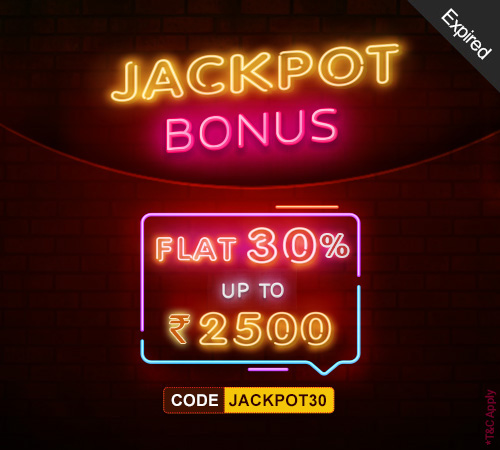 Expired
JACKPOT
BONUS
FLAT 30%
UP TO
₹ 2500
CODE JACKPOT30
*T&C Apply